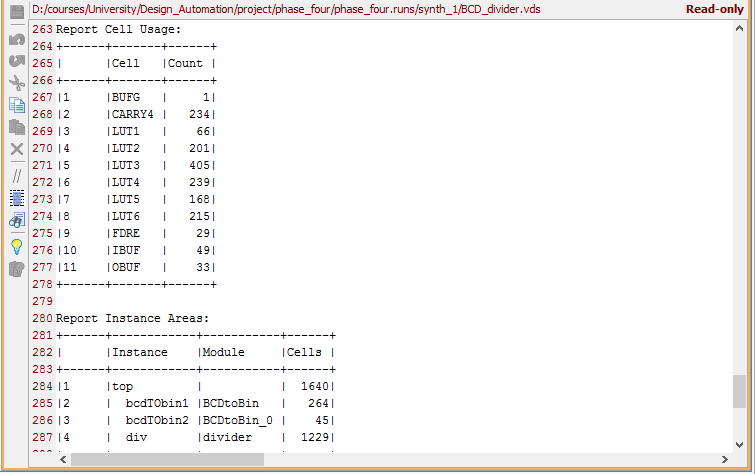 D:/courses/University/Design_Automation/project/phase_four/phase_four.runs/synth_1/BCD_divider.vds Read-only
263 Report Cell Usage:
264 +------+-------+------+
265 |      |Cell   |Count |
266 +------+-------+------+
267 |1     |BUFG   |     1|
268 |2     |CARRY4 |   234|
269 |3     |LUT1   |    66|
270 |4     |LUT2   |   201|
271 |5     |LUT3   |   405|
272 |6     |LUT4   |   239|
273 |7     |LUT5   |   168|
274 |8     |LUT6   |   215|
275 |9     |FDRE   |    29|
276 |10    |IBUF   |    49|
277 |11    |OBUF   |    33|
278 +------+-------+------+
279
280 Report Instance Areas:
281 +------+------------+-----------+------+
282 |      |Instance    |Module     |Cells |
283 +------+------------+-----------+------+
284 |1     |top         |           |  1640|
285 |2     |  bcdTObin1 |BCDtoBin   |   264|
286 |3     |  bcdTObin2 |BCDtoBin_0 |    45|
287 |4     |  div       |divider    |  1229|